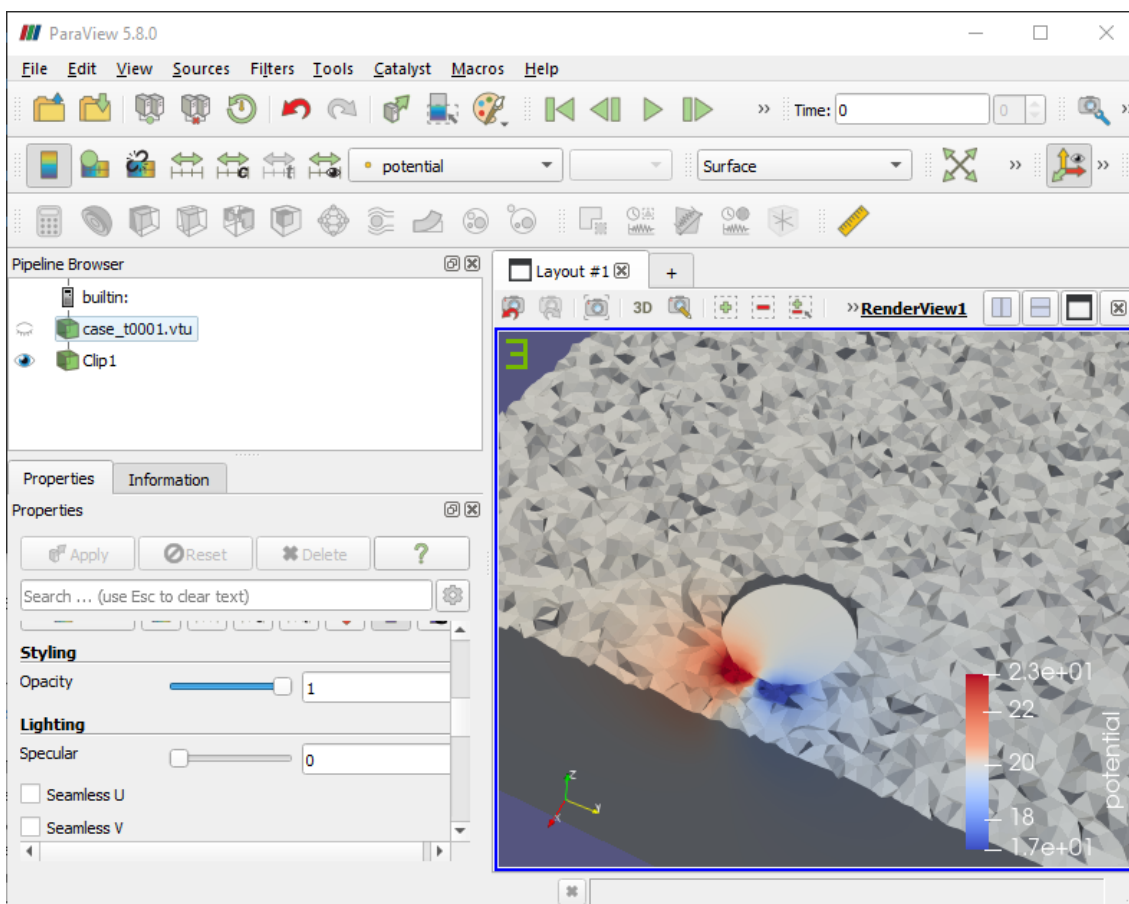 ParaView 5.8.0
File Edit View Sources Filters Tools Catalyst Macros Help
Time: 0 0
potential Surface
Pipeline Browser
builtin:
case_t0001.vtu
Clip1
Layout #1 +
3D RenderView1
Properties Information
Properties
Apply Reset Delete ?
Search ... (use Esc to clear text)
Styling
Opacity 1
Lighting
Specular 0
Seamless U
Seamless V
2.3e+01
22
20
18
1.7e+01
potential
Z
Y
X